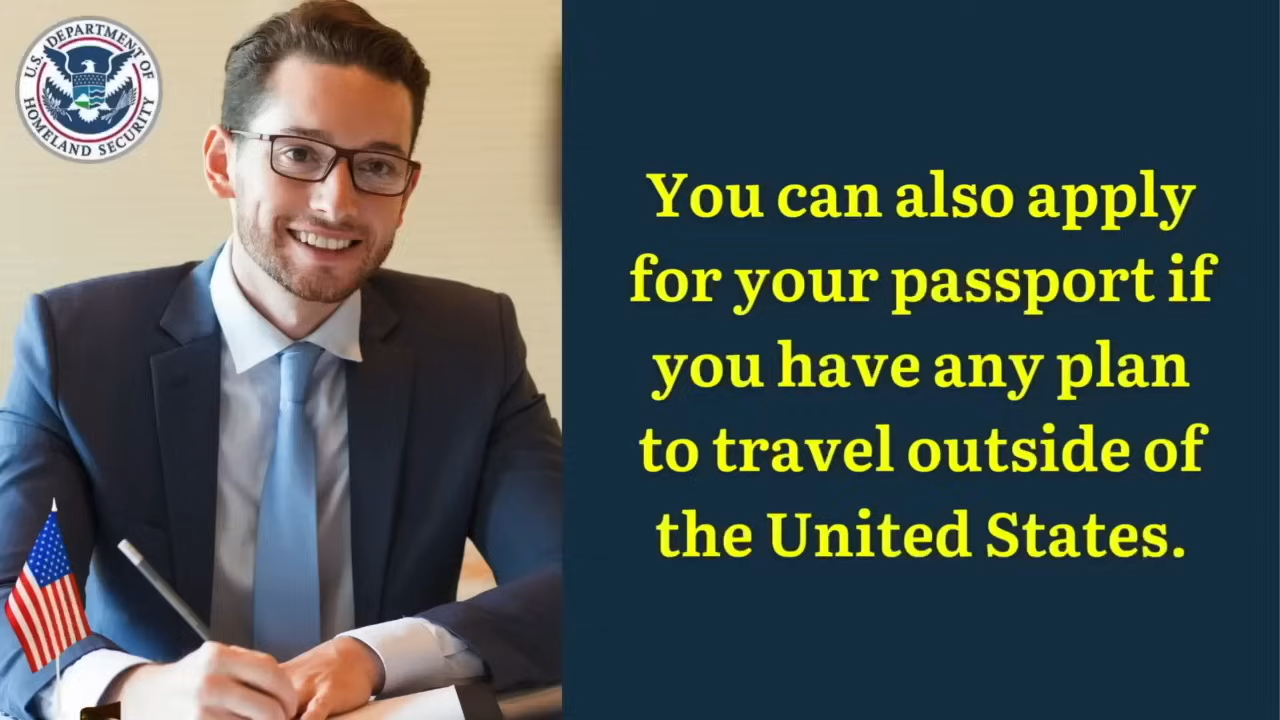 U.S. DEPARTMENT OF
HOMELAND SECURITY
You can also apply
for your passport if
you have any plan
to travel outside of
the United States.